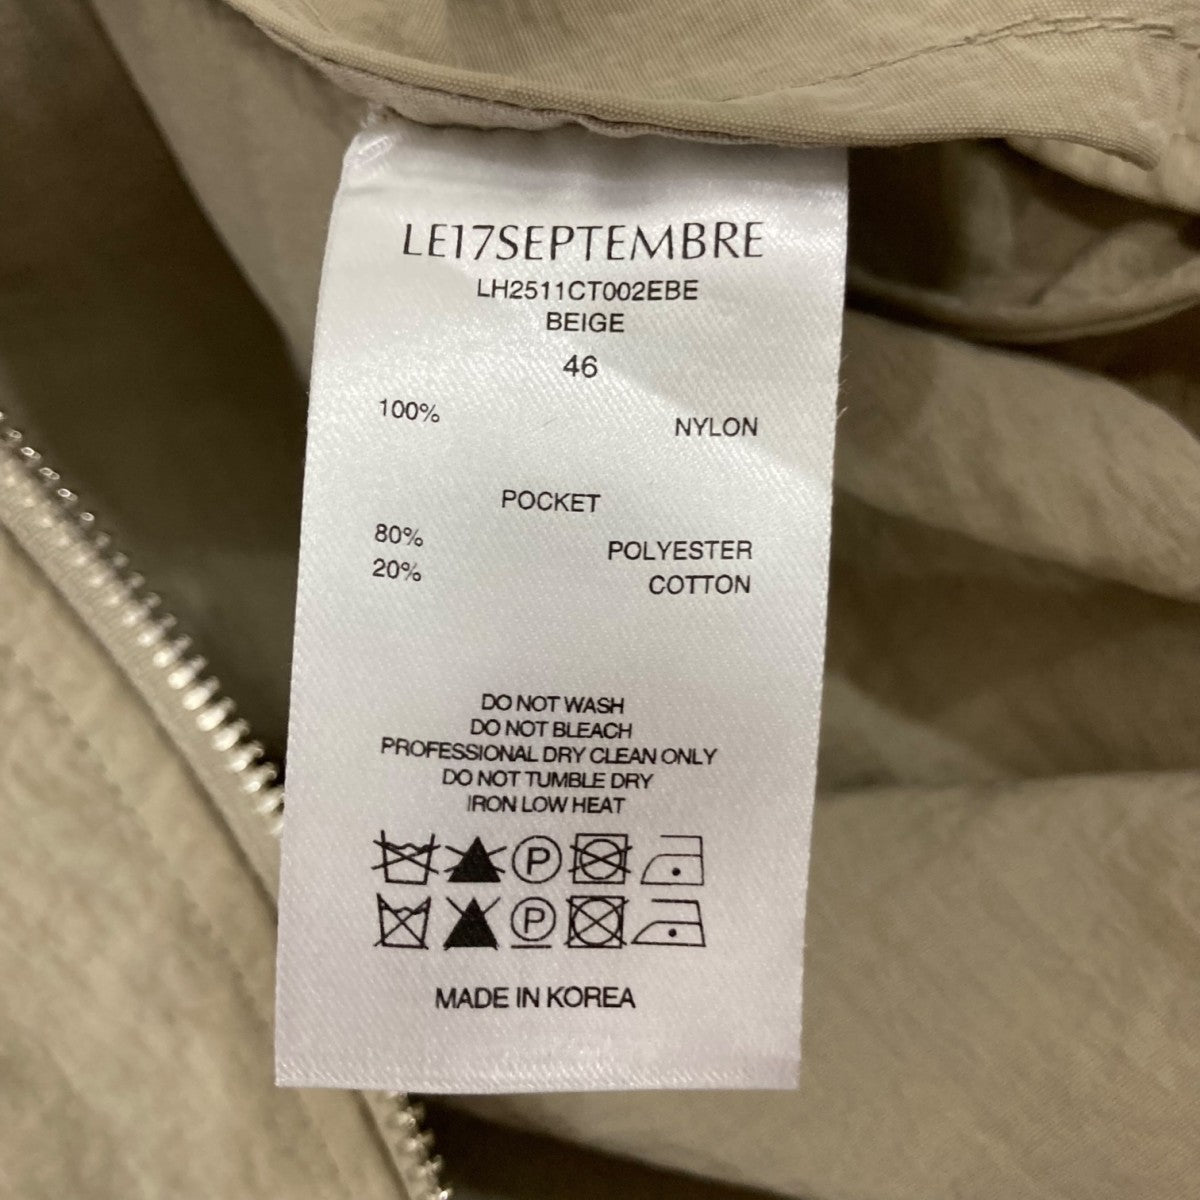 LE17SEPTEMBRE
LH2511CT002EBE
BEIGE
46
100% NYLON
POCKET
80% POLYESTER
20% COTTON
DO NOT WASH
DO NOT BLEACH
PROFESSIONAL DRY CLEAN ONLY
DO NOT TUMBLE DRY
IRON LOW HEAT
P
P
MADE IN KOREA